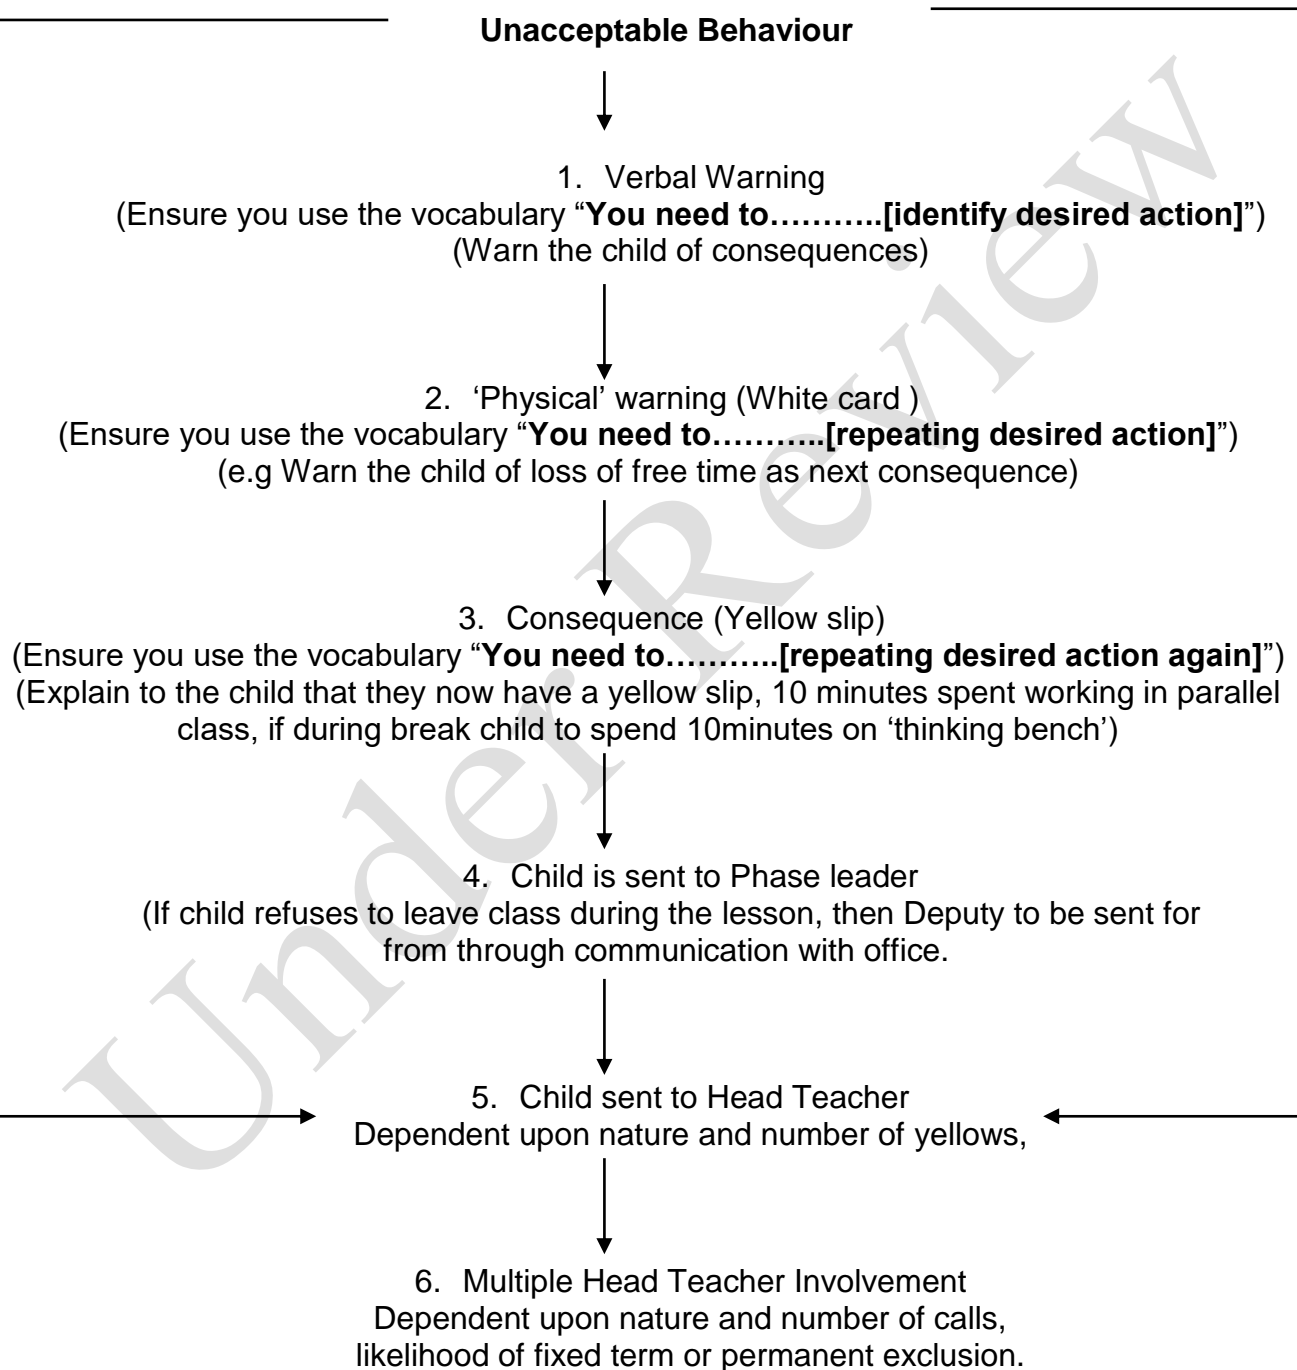 Unacceptable Behaviour
1. Verbal Warning
(Ensure you use the vocabulary “You need to………..[identify desired action]”)
(Warn the child of consequences)
2. ‘Physical’ warning (White card )
(Ensure you use the vocabulary “You need to………..[repeating desired action]”)
(e.g Warn the child of loss of free time as next consequence)
3. Consequence (Yellow slip)
(Ensure you use the vocabulary “You need to………..[repeating desired action again]”)
(Explain to the child that they now have a yellow slip, 10 minutes spent working in parallel
class, if during break child to spend 10minutes on ‘thinking bench’)
4. Child is sent to Phase leader
(If child refuses to leave class during the lesson, then Deputy to be sent for
from through communication with office.
5. Child sent to Head Teacher
Dependent upon nature and number of yellows,
6. Multiple Head Teacher Involvement
Dependent upon nature and number of calls,
likelihood of fixed term or permanent exclusion.
Under Review